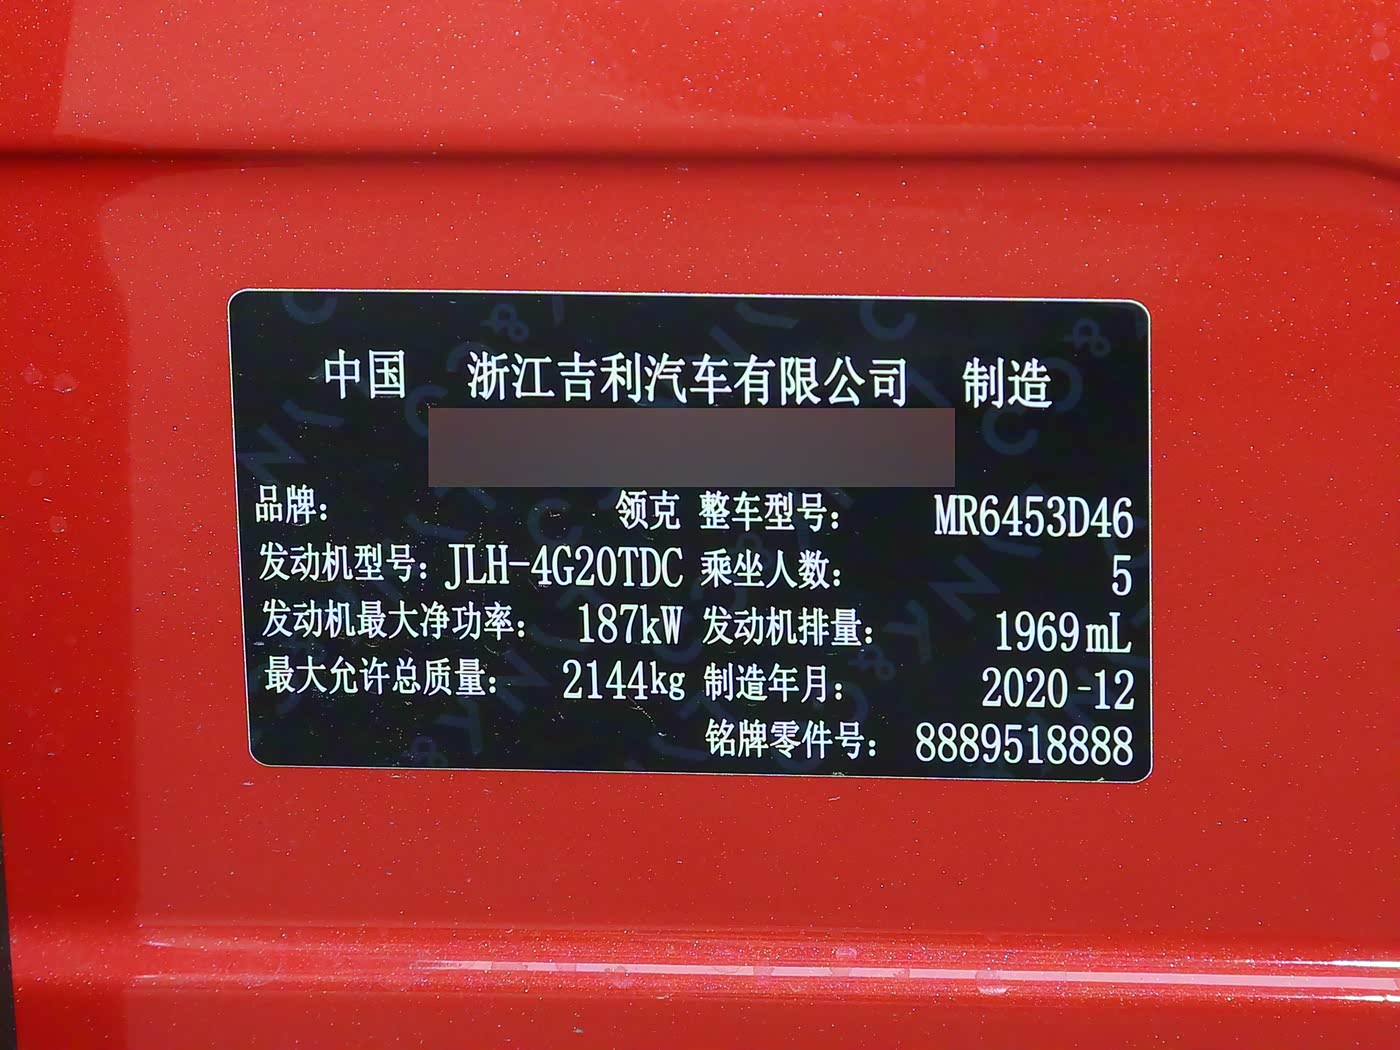 中国 浙江吉利汽车有限公司 制造
品牌: 领克 整车型号: MR6453D46
发动机型号: JLH-4G20TDC 乘坐人数: 5
发动机最大净功率: 187kW 发动机排量: 1969mL
最大允许总质量: 2144kg 制造年月: 2020-12
铭牌零件号: 8889518888